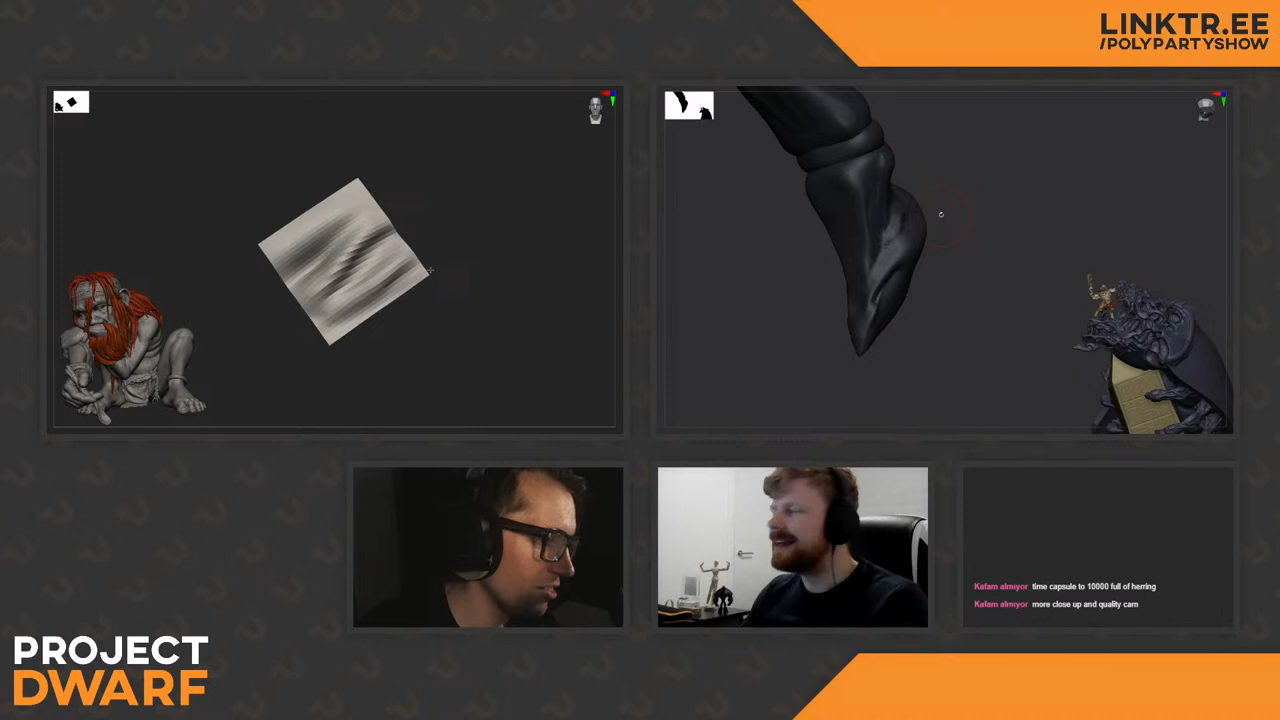 LINKTR.EE
/POLYPARTYSHOW
Kafam almıyor time capsule to 10000 full of herring
Kafam almıyor more close up and quality cam
PROJECT
DWARF